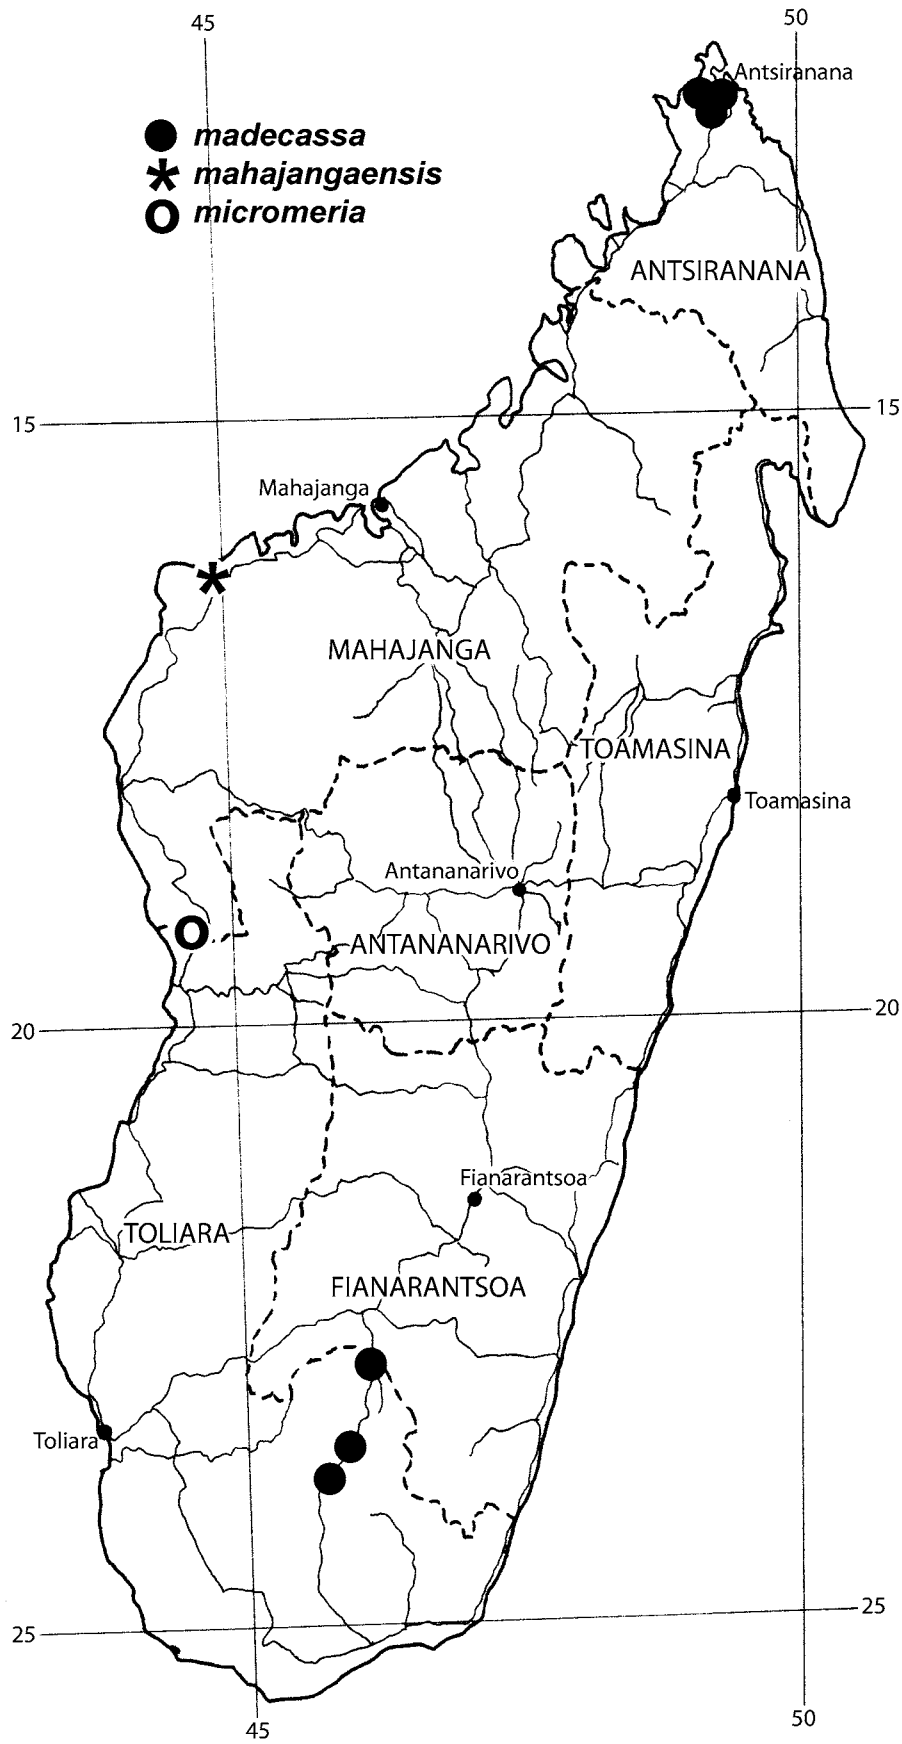 45
50
Antsiranana
madecassa
* mahajangaensis
micromeria
ANTSIRANANA
15
15
Mahajanga
MAHAJANGA
TOAMASINA
Toamasina
Antananarivo
ANTANANARIVO
20
20
Fianarantsoa
TOLIARA
FIANARANTSOA
Toliara
25
25
45
50